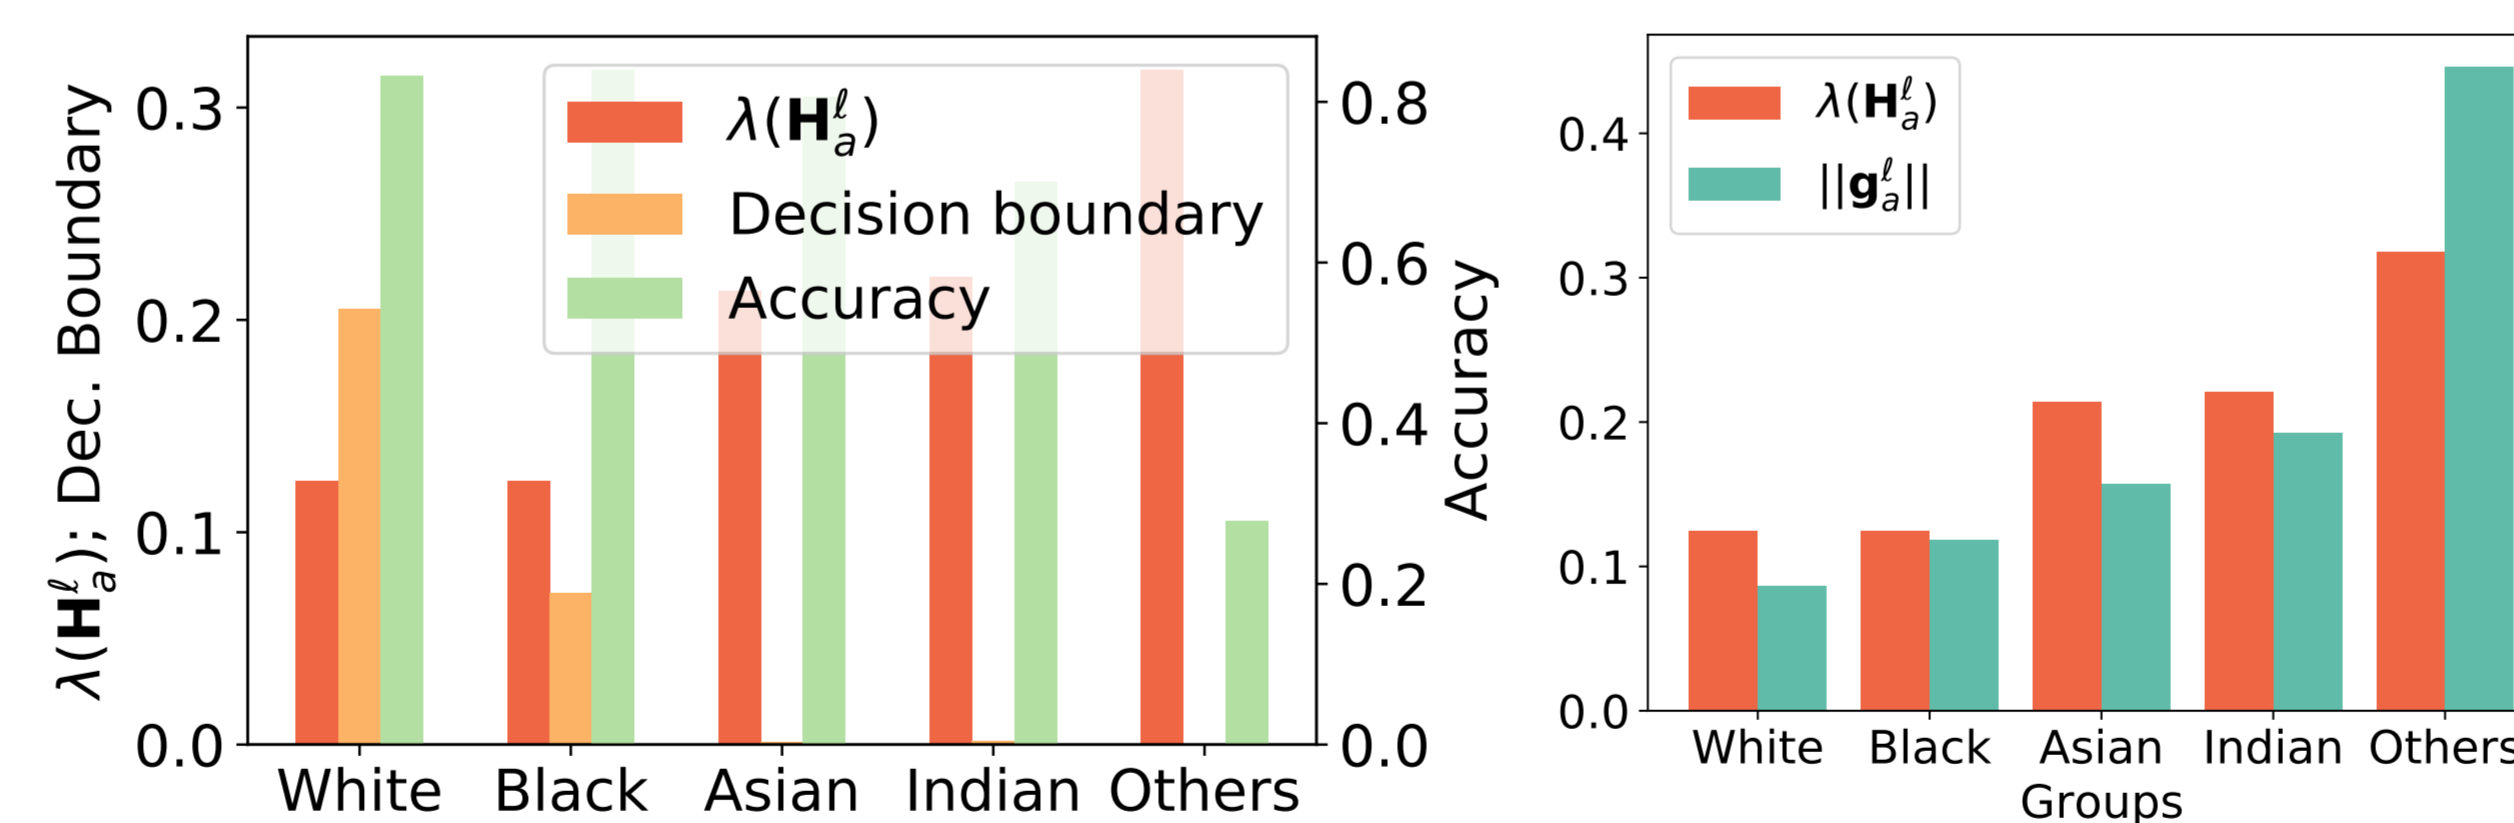 λ(H_a^ℓ); Dec. Boundary
0.3
0.2
0.1
0.0
λ(H_a^ℓ)
Decision boundary
Accuracy
0.8
0.6
0.4
0.2
0.0
Accuracy
White Black Asian Indian Others
0.4
0.3
0.2
0.1
0.0
λ(H_a^ℓ)
||g_a^ℓ||
White Black Asian Indian Others
Groups